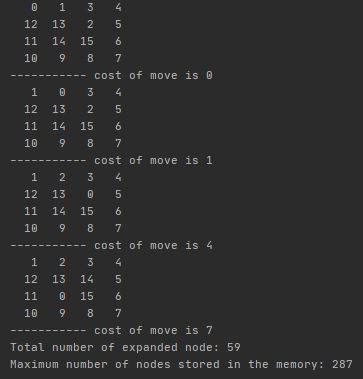 0 1 3 4
12 13 2 5
11 14 15 6
10 9 8 7
----------- cost of move is 0
1 0 3 4
12 13 2 5
11 14 15 6
10 9 8 7
----------- cost of move is 1
1 2 3 4
12 13 0 5
11 14 15 6
10 9 8 7
----------- cost of move is 4
1 2 3 4
12 13 14 5
11 0 15 6
10 9 8 7
----------- cost of move is 7
Total number of expanded node: 59
Maximum number of nodes stored in the memory: 287